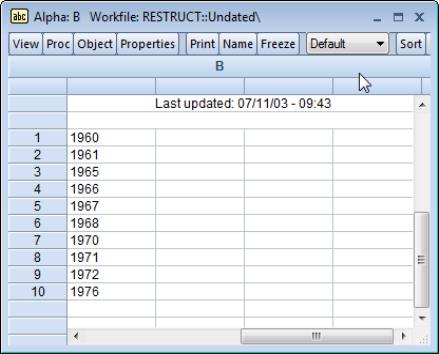 abc Alpha: B Workfile: RESTRUCT::Undated\
View Proc Object Properties Print Name Freeze Default Sort
B
Last updated: 07/11/03 - 09:43
1 1960
2 1961
3 1965
4 1966
5 1967
6 1968
7 1970
8 1971
9 1972
10 1976